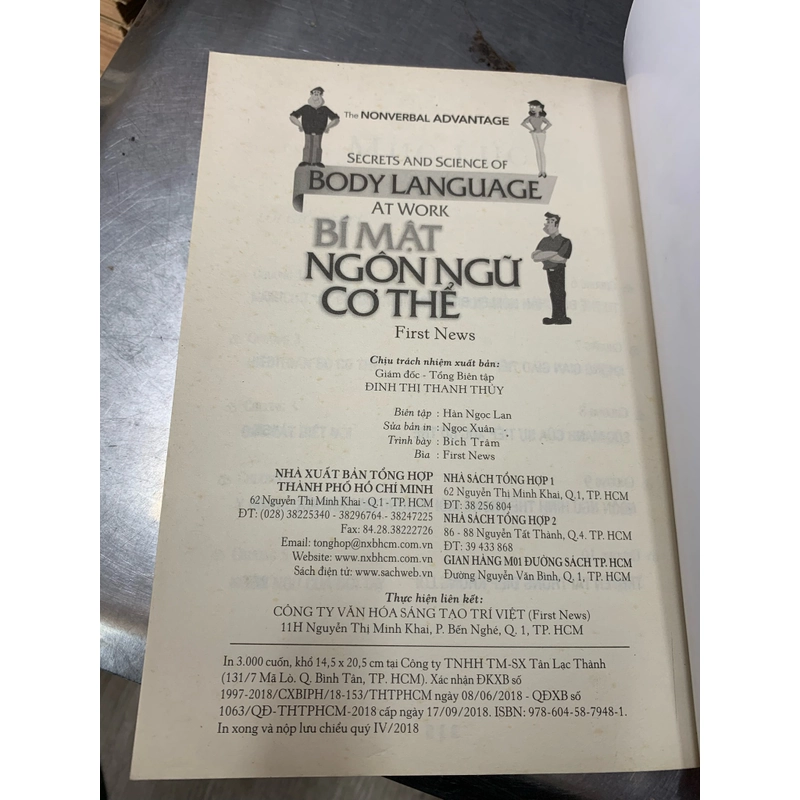 The NONVERBAL ADVANTAGE
SECRETS AND SCIENCE OF
BODY LANGUAGE
AT WORK
BÍ MẬT
NGÔN NGỮ
CƠ THỂ
First News
Chịu trách nhiệm xuất bản:
Giám đốc - Tổng Biên tập
ĐINH THỊ THANH THỦY
Biên tập : Hàn Ngọc Lan
Sửa bản in : Ngọc Xuân
Trình bày : Bích Trâm
Bìa : First News
NHÀ XUẤT BẢN TỔNG HỢP
THÀNH PHỐ HỒ CHÍ MINH
62 Nguyễn Thị Minh Khai - Q.1 - TP. HCM
ĐT: (028) 38225340 - 38296764 - 38247225
Fax: 84.28.38222726
Email: tonghop@nxbhcm.com.vn
Website: www.nxbhcm.com.vn
Sách điện tử: www.sachweb.vn
NHÀ SÁCH TỔNG HỢP 1
62 Nguyễn Thị Minh Khai, Q.1, TP. HCM
ĐT: 38 256 804
NHÀ SÁCH TỔNG HỢP 2
86 - 88 Nguyễn Tất Thành, Q.4. TP. HCM
ĐT: 39 433 868
GIAN HÀNG M01 ĐƯỜNG SÁCH TP. HCM
Đường Nguyễn Văn Bình, Q. 1, TP. HCM
Thực hiện liên kết:
CÔNG TY VĂN HÓA SÁNG TẠO TRÍ VIỆT (First News)
11H Nguyễn Thị Minh Khai, P. Bến Nghé, Q. 1, TP. HCM
In 3.000 cuốn, khổ 14,5 x 20,5 cm tại Công ty TNHH TM-SX Tân Lạc Thành
(131/7 Mã Lò. Q. Bình Tân, TP. HCM). Xác nhận ĐKXB số
1997-2018/CXBIPH/18-153/THTPHCM ngày 08/06/2018 - QĐXB số
1063/QĐ-THTPHCM-2018 cấp ngày 17/09/2018. ISBN: 978-604-58-7948-1.
In xong và nộp lưu chiểu quý IV/2018